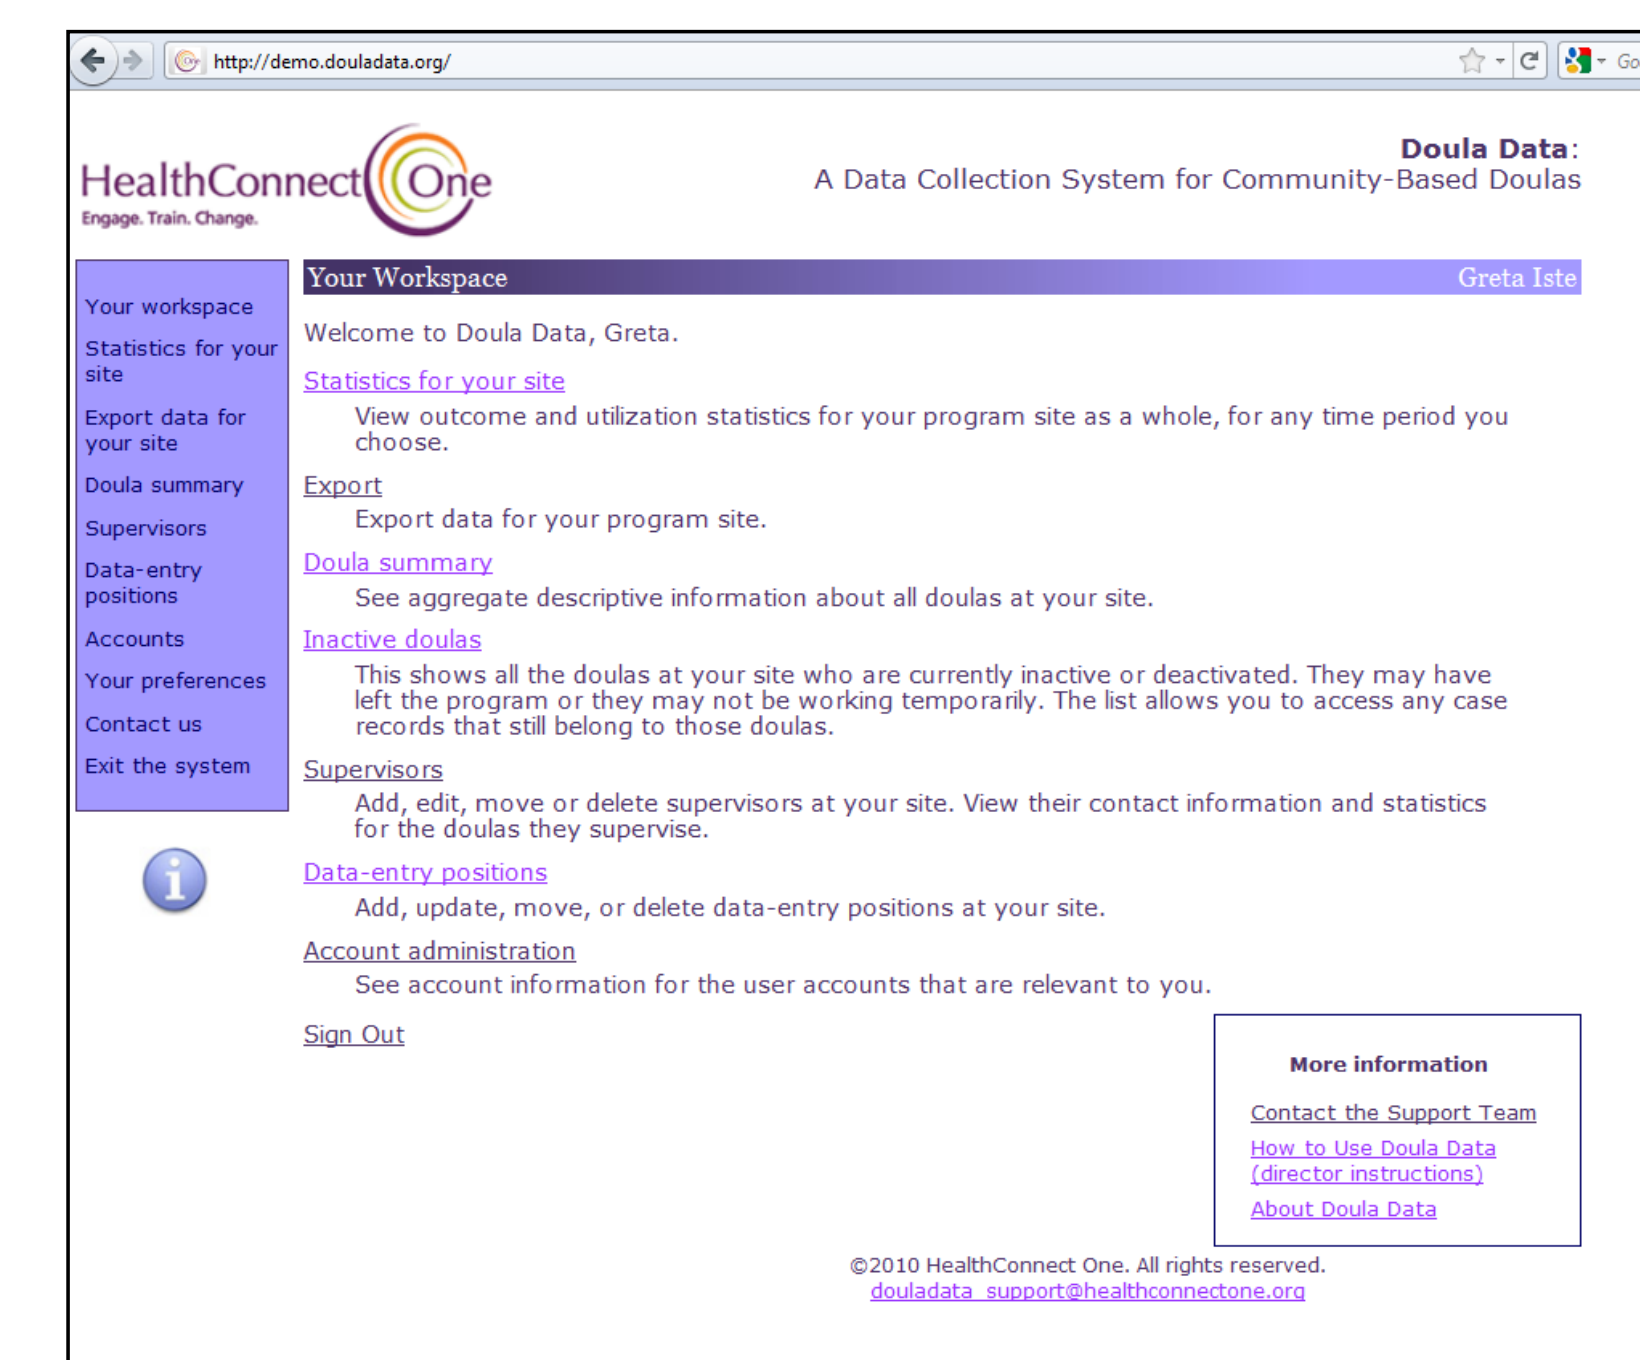 http://demo.douladata.org/
HealthConnect One
Engage. Train. Change.
Doula Data:
A Data Collection System for Community-Based Doulas
Your workspace
Statistics for your
site
Export data for
your site
Doula summary
Supervisors
Data-entry
positions
Accounts
Your preferences
Contact us
Exit the system
Your Workspace
Greta Iste
Welcome to Doula Data, Greta.
Statistics for your site
View outcome and utilization statistics for your program site as a whole, for any time period you
choose.
Export
Export data for your program site.
Doula summary
See aggregate descriptive information about all doulas at your site.
Inactive doulas
This shows all the doulas at your site who are currently inactive or deactivated. They may have
left the program or they may not be working temporarily. The list allows you to access any case
records that still belong to those doulas.
Supervisors
Add, edit, move or delete supervisors at your site. View their contact information and statistics
for the doulas they supervise.
Data-entry positions
Add, update, move, or delete data-entry positions at your site.
Account administration
See account information for the user accounts that are relevant to you.
Sign Out
More information
Contact the Support Team
How to Use Doula Data
(director instructions)
About Doula Data
©2010 HealthConnect One. All rights reserved.
douladata_support@healthconnectone.org